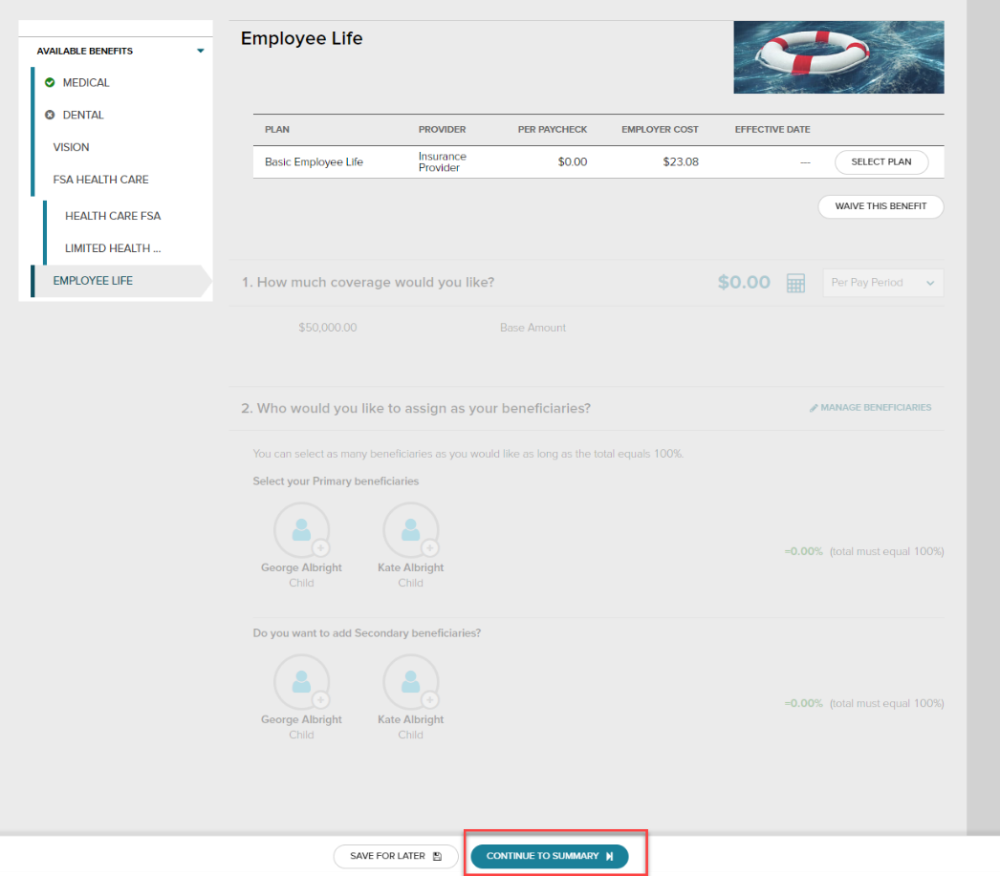 AVAILABLE BENEFITS
MEDICAL
DENTAL
VISION
FSA HEALTH CARE
HEALTH CARE FSA
LIMITED HEALTH ...
EMPLOYEE LIFE
Employee Life
PLAN PROVIDER PER PAYCHECK EMPLOYER COST EFFECTIVE DATE
Basic Employee Life Insurance Provider $0.00 $23.08 --- SELECT PLAN
WAIVE THIS BENEFIT
1. How much coverage would you like? $0.00 Per Pay Period
$50,000.00 Base Amount
2. Who would you like to assign as your beneficiaries? MANAGE BENEFICIARIES
You can select as many beneficiaries as you would like as long as the total equals 100%.
Select your Primary beneficiaries
George Albright Kate Albright
Child Child
=0.00% (total must equal 100%)
Do you want to add Secondary beneficiaries?
George Albright Kate Albright
Child Child
=0.00% (total must equal 100%)
SAVE FOR LATER CONTINUE TO SUMMARY